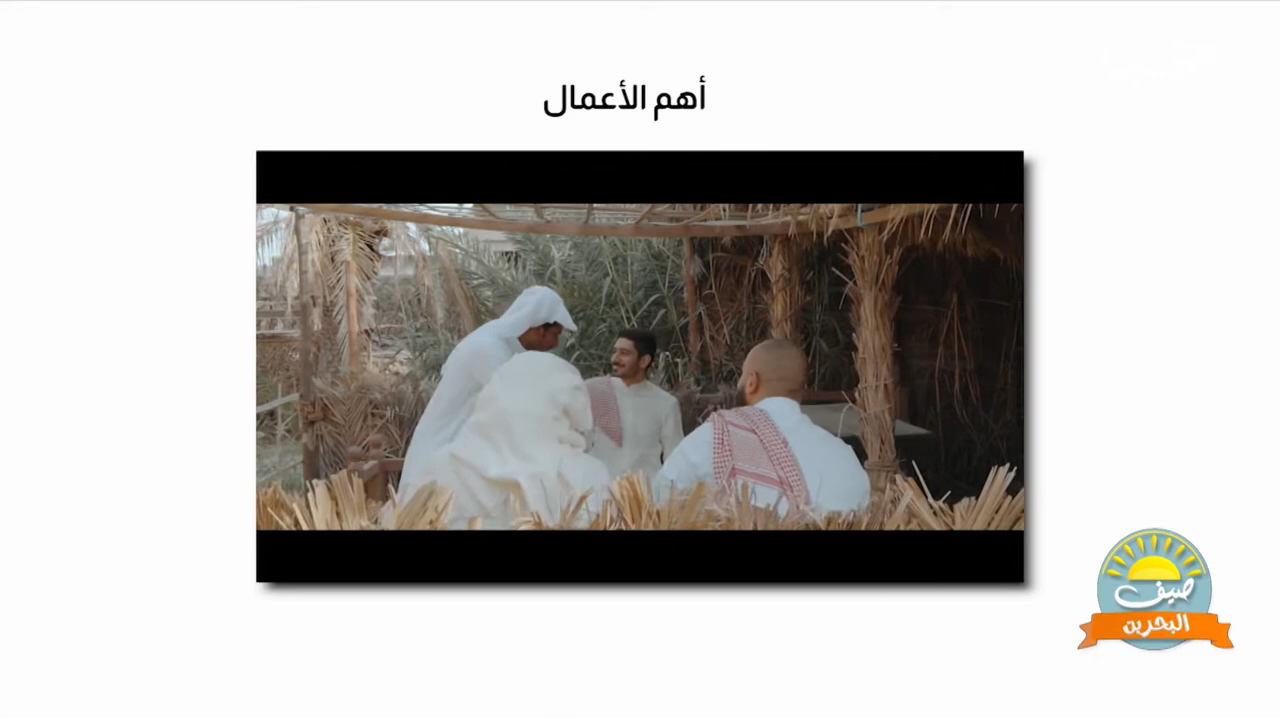 أهم الأعمال
صيف
البحرين